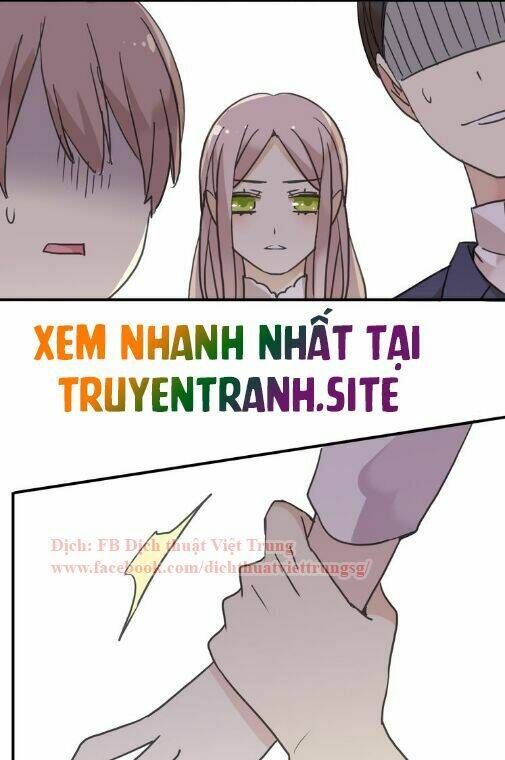 XEM NHANH NHẤT TẠI
TRUYENTRANH.SITE
Dịch: FB Dịch thuật Việt Trung
www.facebook.com/dichthuatviettrungsg/